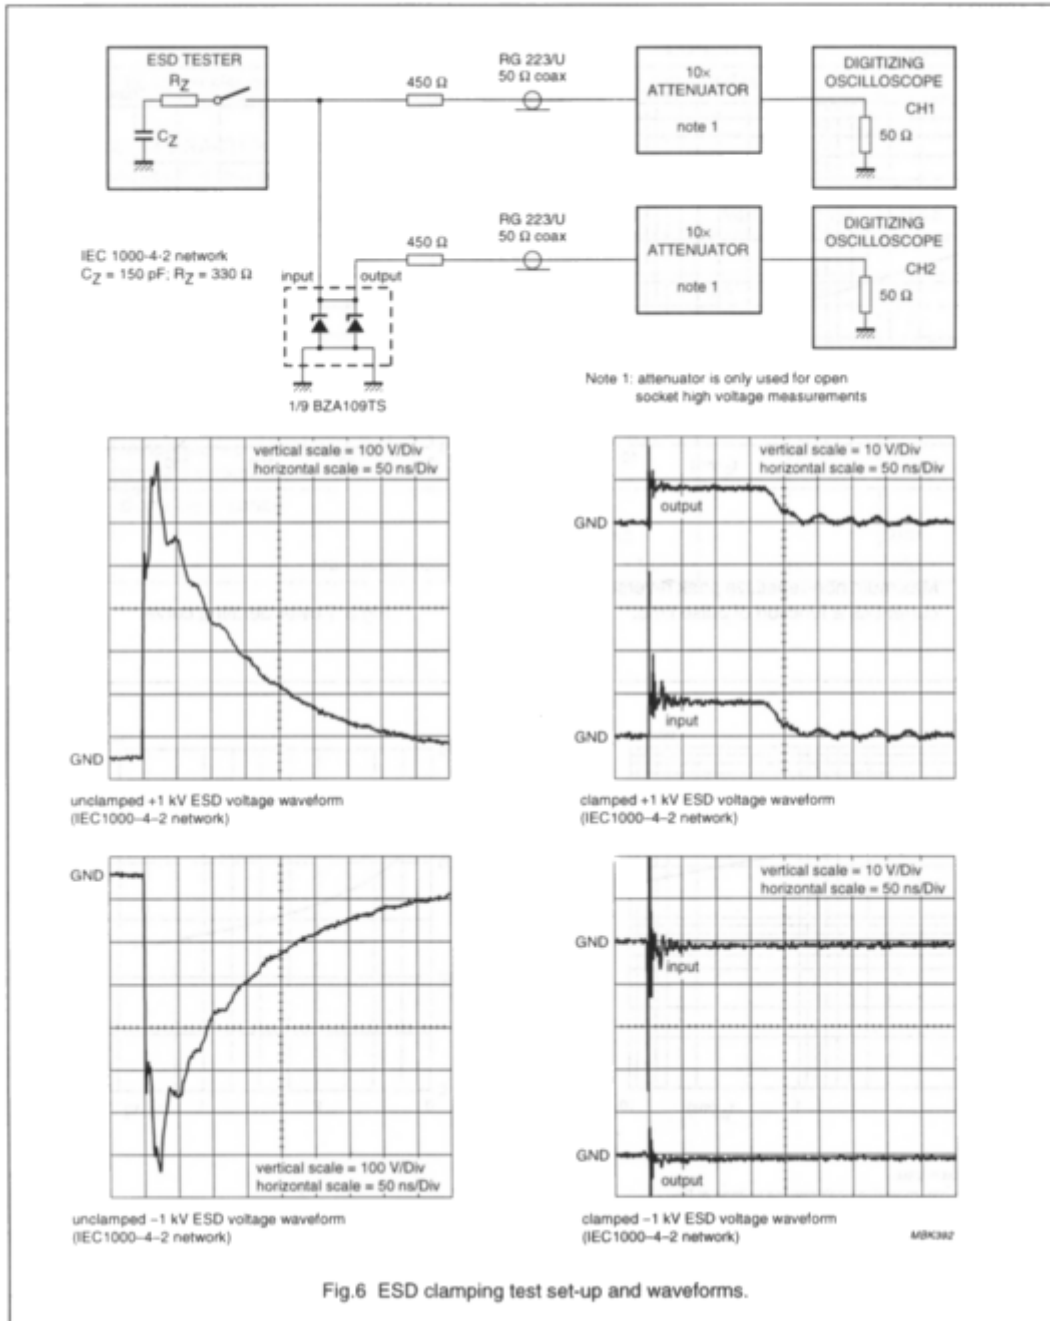 ESD TESTER
RZ
CZ
450 Ω
RG 223/U
50 Ω coax
10×
ATTENUATOR
note 1
DIGITIZING
OSCILLOSCOPE
CH1
50 Ω
IEC 1000-4-2 network
CZ = 150 pF; RZ = 330 Ω
450 Ω
RG 223/U
50 Ω coax
10×
ATTENUATOR
note 1
DIGITIZING
OSCILLOSCOPE
CH2
50 Ω
input
output
1/9 BZA109TS
Note 1: attenuator is only used for open
socket high voltage measurements
vertical scale = 100 V/Div
horizontal scale = 50 ns/Div
GND
unclamped +1 kV ESD voltage waveform
(IEC1000–4–2 network)
vertical scale = 10 V/Div
horizontal scale = 50 ns/Div
GND
output
GND
input
clamped +1 kV ESD voltage waveform
(IEC1000–4–2 network)
GND
vertical scale = 100 V/Div
horizontal scale = 50 ns/Div
unclamped –1 kV ESD voltage waveform
(IEC1000–4–2 network)
vertical scale = 10 V/Div
horizontal scale = 50 ns/Div
GND
input
GND
output
clamped –1 kV ESD voltage waveform
(IEC1000–4–2 network)
MBK392
Fig.6 ESD clamping test set-up and waveforms.